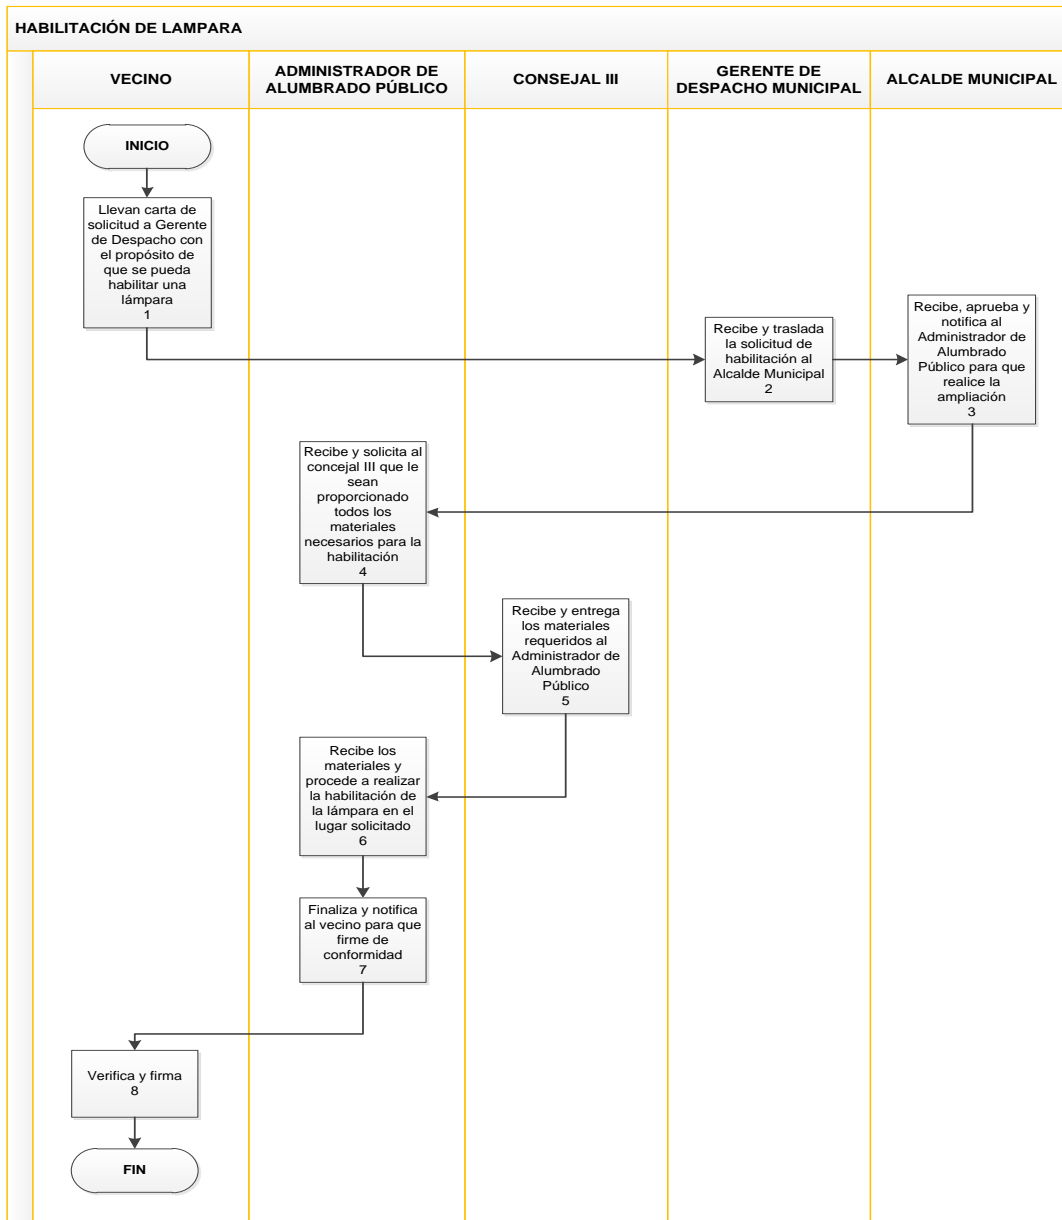 HABILITACIÓN DE LAMPARA
VECINO
ADMINISTRADOR DE
ALUMBRADO PÚBLICO
CONSEJAL III
GERENTE DE
DESPACHO MUNICIPAL
ALCALDE MUNICIPAL
INICIO
Llevan carta de
solicitud a Gerente
de Despacho con
el propósito de
que se pueda
habilitar una
lámpara
1
Recibe y traslada
la solicitud de
habilitación al
Alcalde Municipal
2
Recibe, aprueba y
notifica al
Administrador de
Alumbrado
Público para que
realice la
ampliación
3
Recibe y solicita al
concejal III que le
sean
proporcionado
todos los
materiales
necesarios para la
habilitación
4
Recibe y entrega
los materiales
requeridos al
Administrador de
Alumbrado
Público
5
Recibe los
materiales y
procede a realizar
la habilitación de
la lámpara en el
lugar solicitado
6
Finaliza y notifica
al vecino para que
firme de
conformidad
7
Verifica y firma
8
FIN